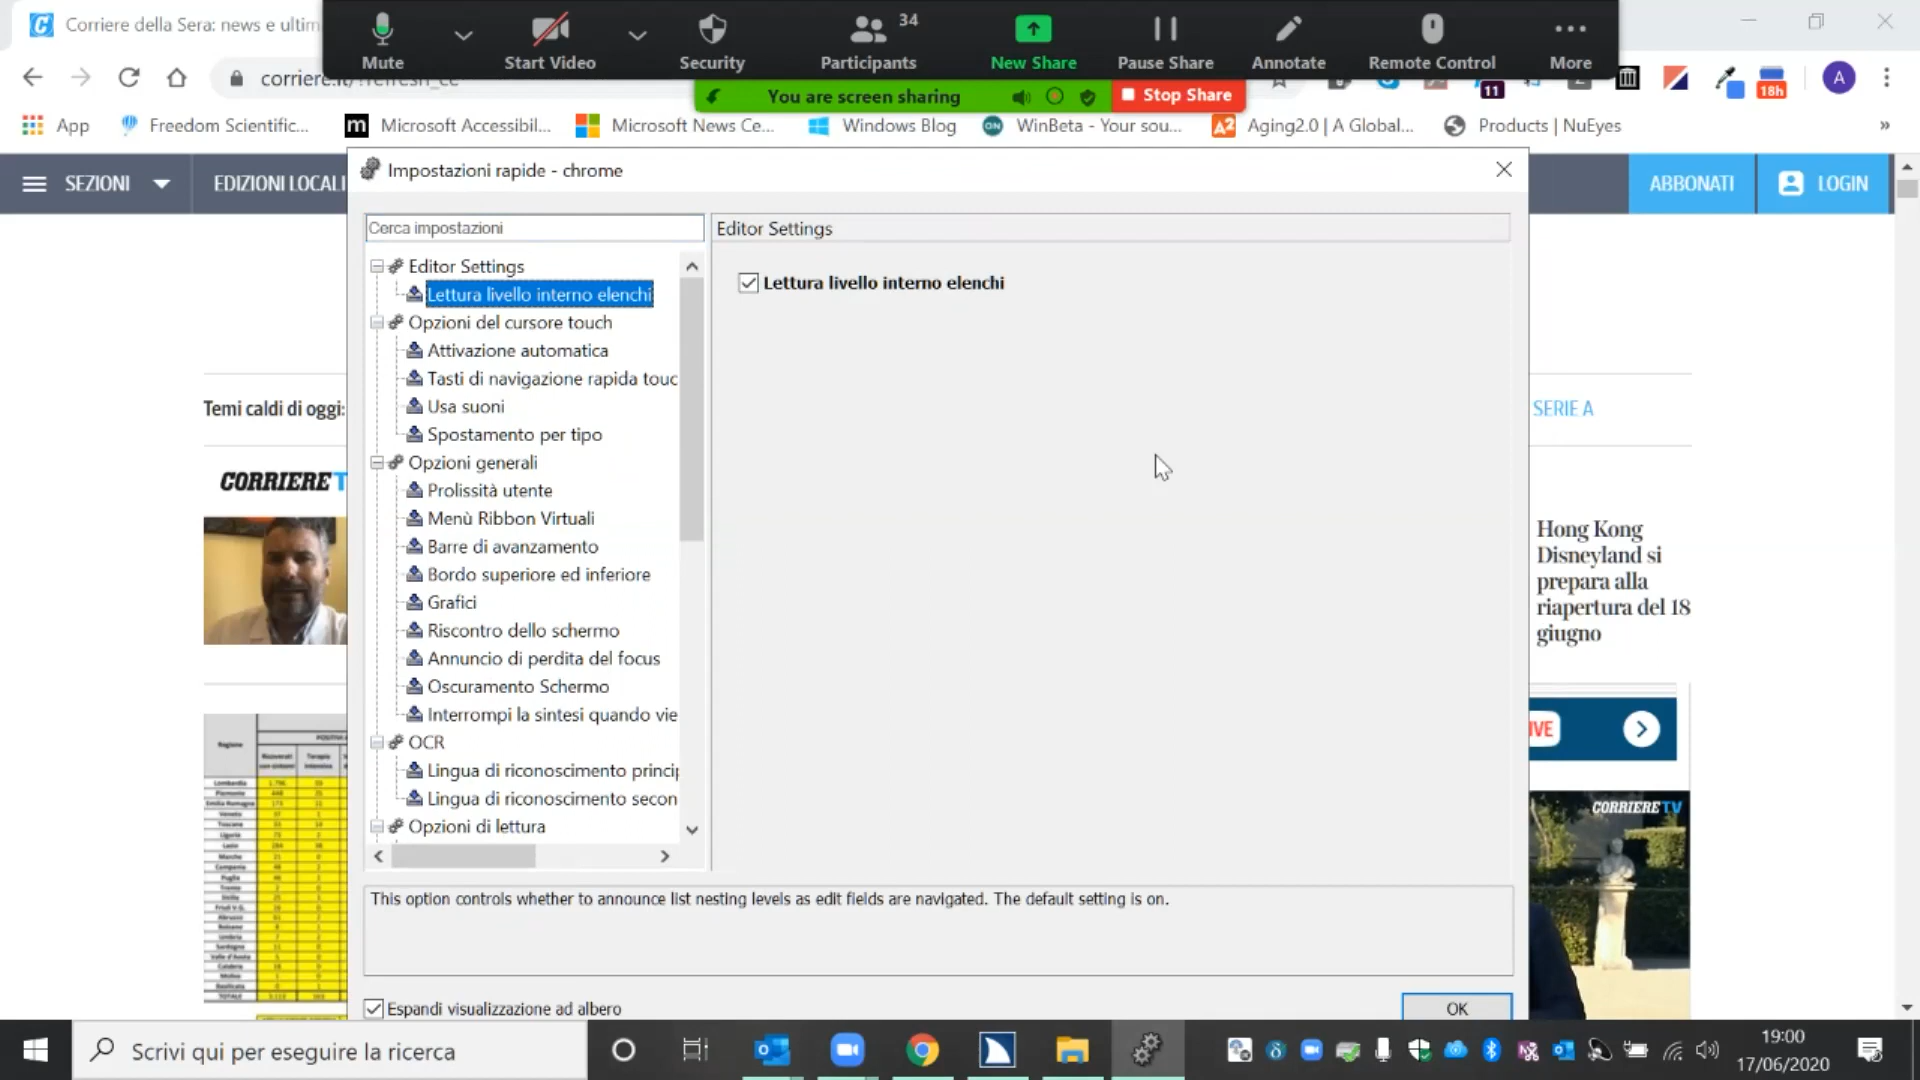 Corriere della Sera: news e ultim
Mute
Start Video
Security
34
Participants
New Share
Pause Share
Annotate
Remote Control
More
You are screen sharing
Stop Share
11
18h
A
App
Freedom Scientific...
Microsoft Accessibil...
Microsoft News Ce...
Windows Blog
WinBeta - Your sou...
Aging2.0 | A Global...
Products | NuEyes
»
SEZIONI
EDIZIONI LOCALI
ABBONATI
LOGIN
Impostazioni rapide - chrome
Cerca impostazioni
Editor Settings
Editor Settings
Lettura livello interno elenchi
Lettura livello interno elenchi
Opzioni del cursore touch
Attivazione automatica
Tasti di navigazione rapida touc
Usa suoni
Spostamento per tipo
Opzioni generali
Prolissità utente
Menù Ribbon Virtuali
Barre di avanzamento
Bordo superiore ed inferiore
Grafici
Riscontro dello schermo
Annuncio di perdita del focus
Oscuramento Schermo
Interrompi la sintesi quando vie
OCR
Lingua di riconoscimento princip
Lingua di riconoscimento secon
Opzioni di lettura
This option controls whether to announce list nesting levels as edit fields are navigated. The default setting is on.
Espandi visualizzazione ad albero
OK
Temi caldi di oggi:
SERIE A
CORRIERE T
Hong Kong
Disneyland si
prepara alla
riapertura del 18
giugno
IVE
CORRIERE TV
Scrivi qui per eseguire la ricerca
19:00
17/06/2020